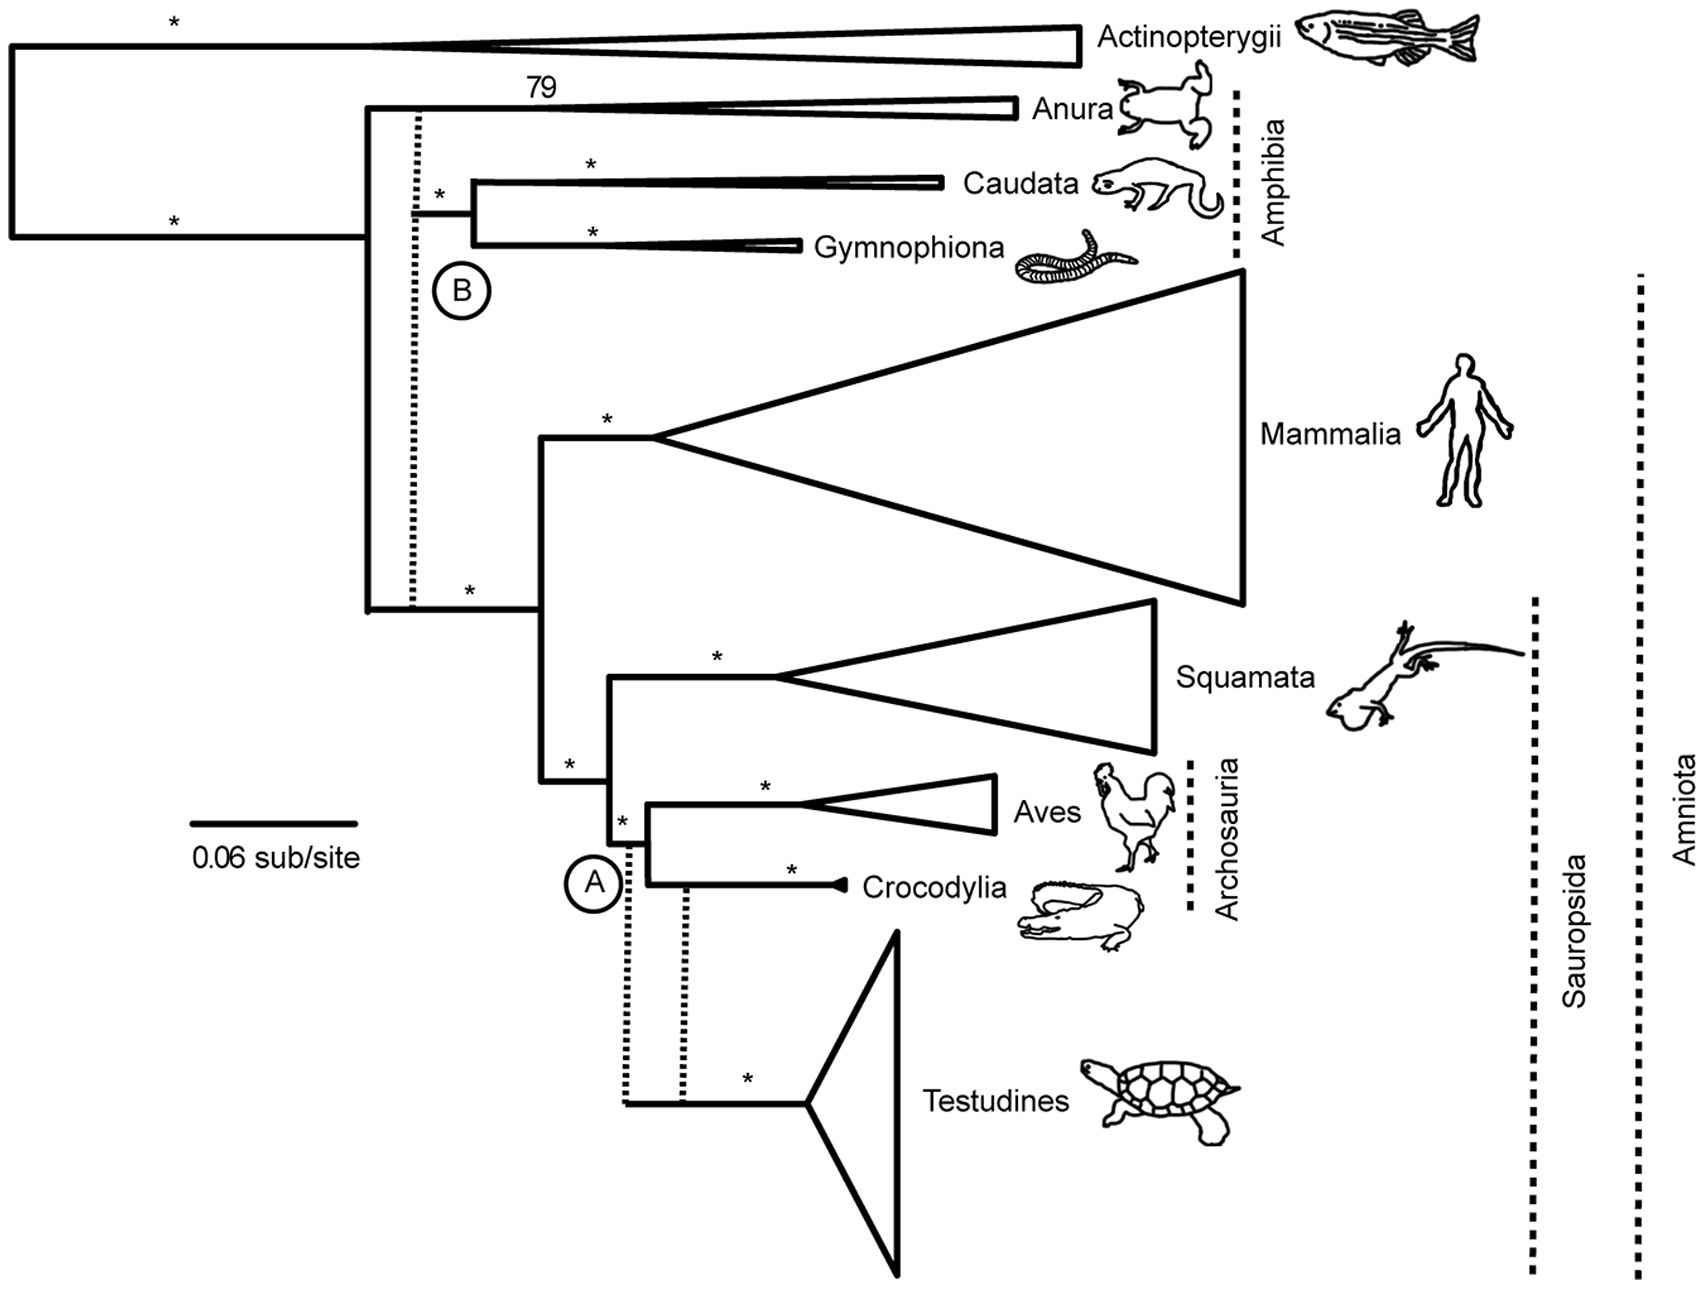 *
Actinopterygii
79
Anura
*
Caudata
*
*
*
Gymnophiona
Amphibia
B
*
Mammalia
*
*
Squamata
*
*
Aves
*
*
Crocodylia
Archosauria
A
0.06 sub/site
*
Testudines
Sauropsida
Amniota